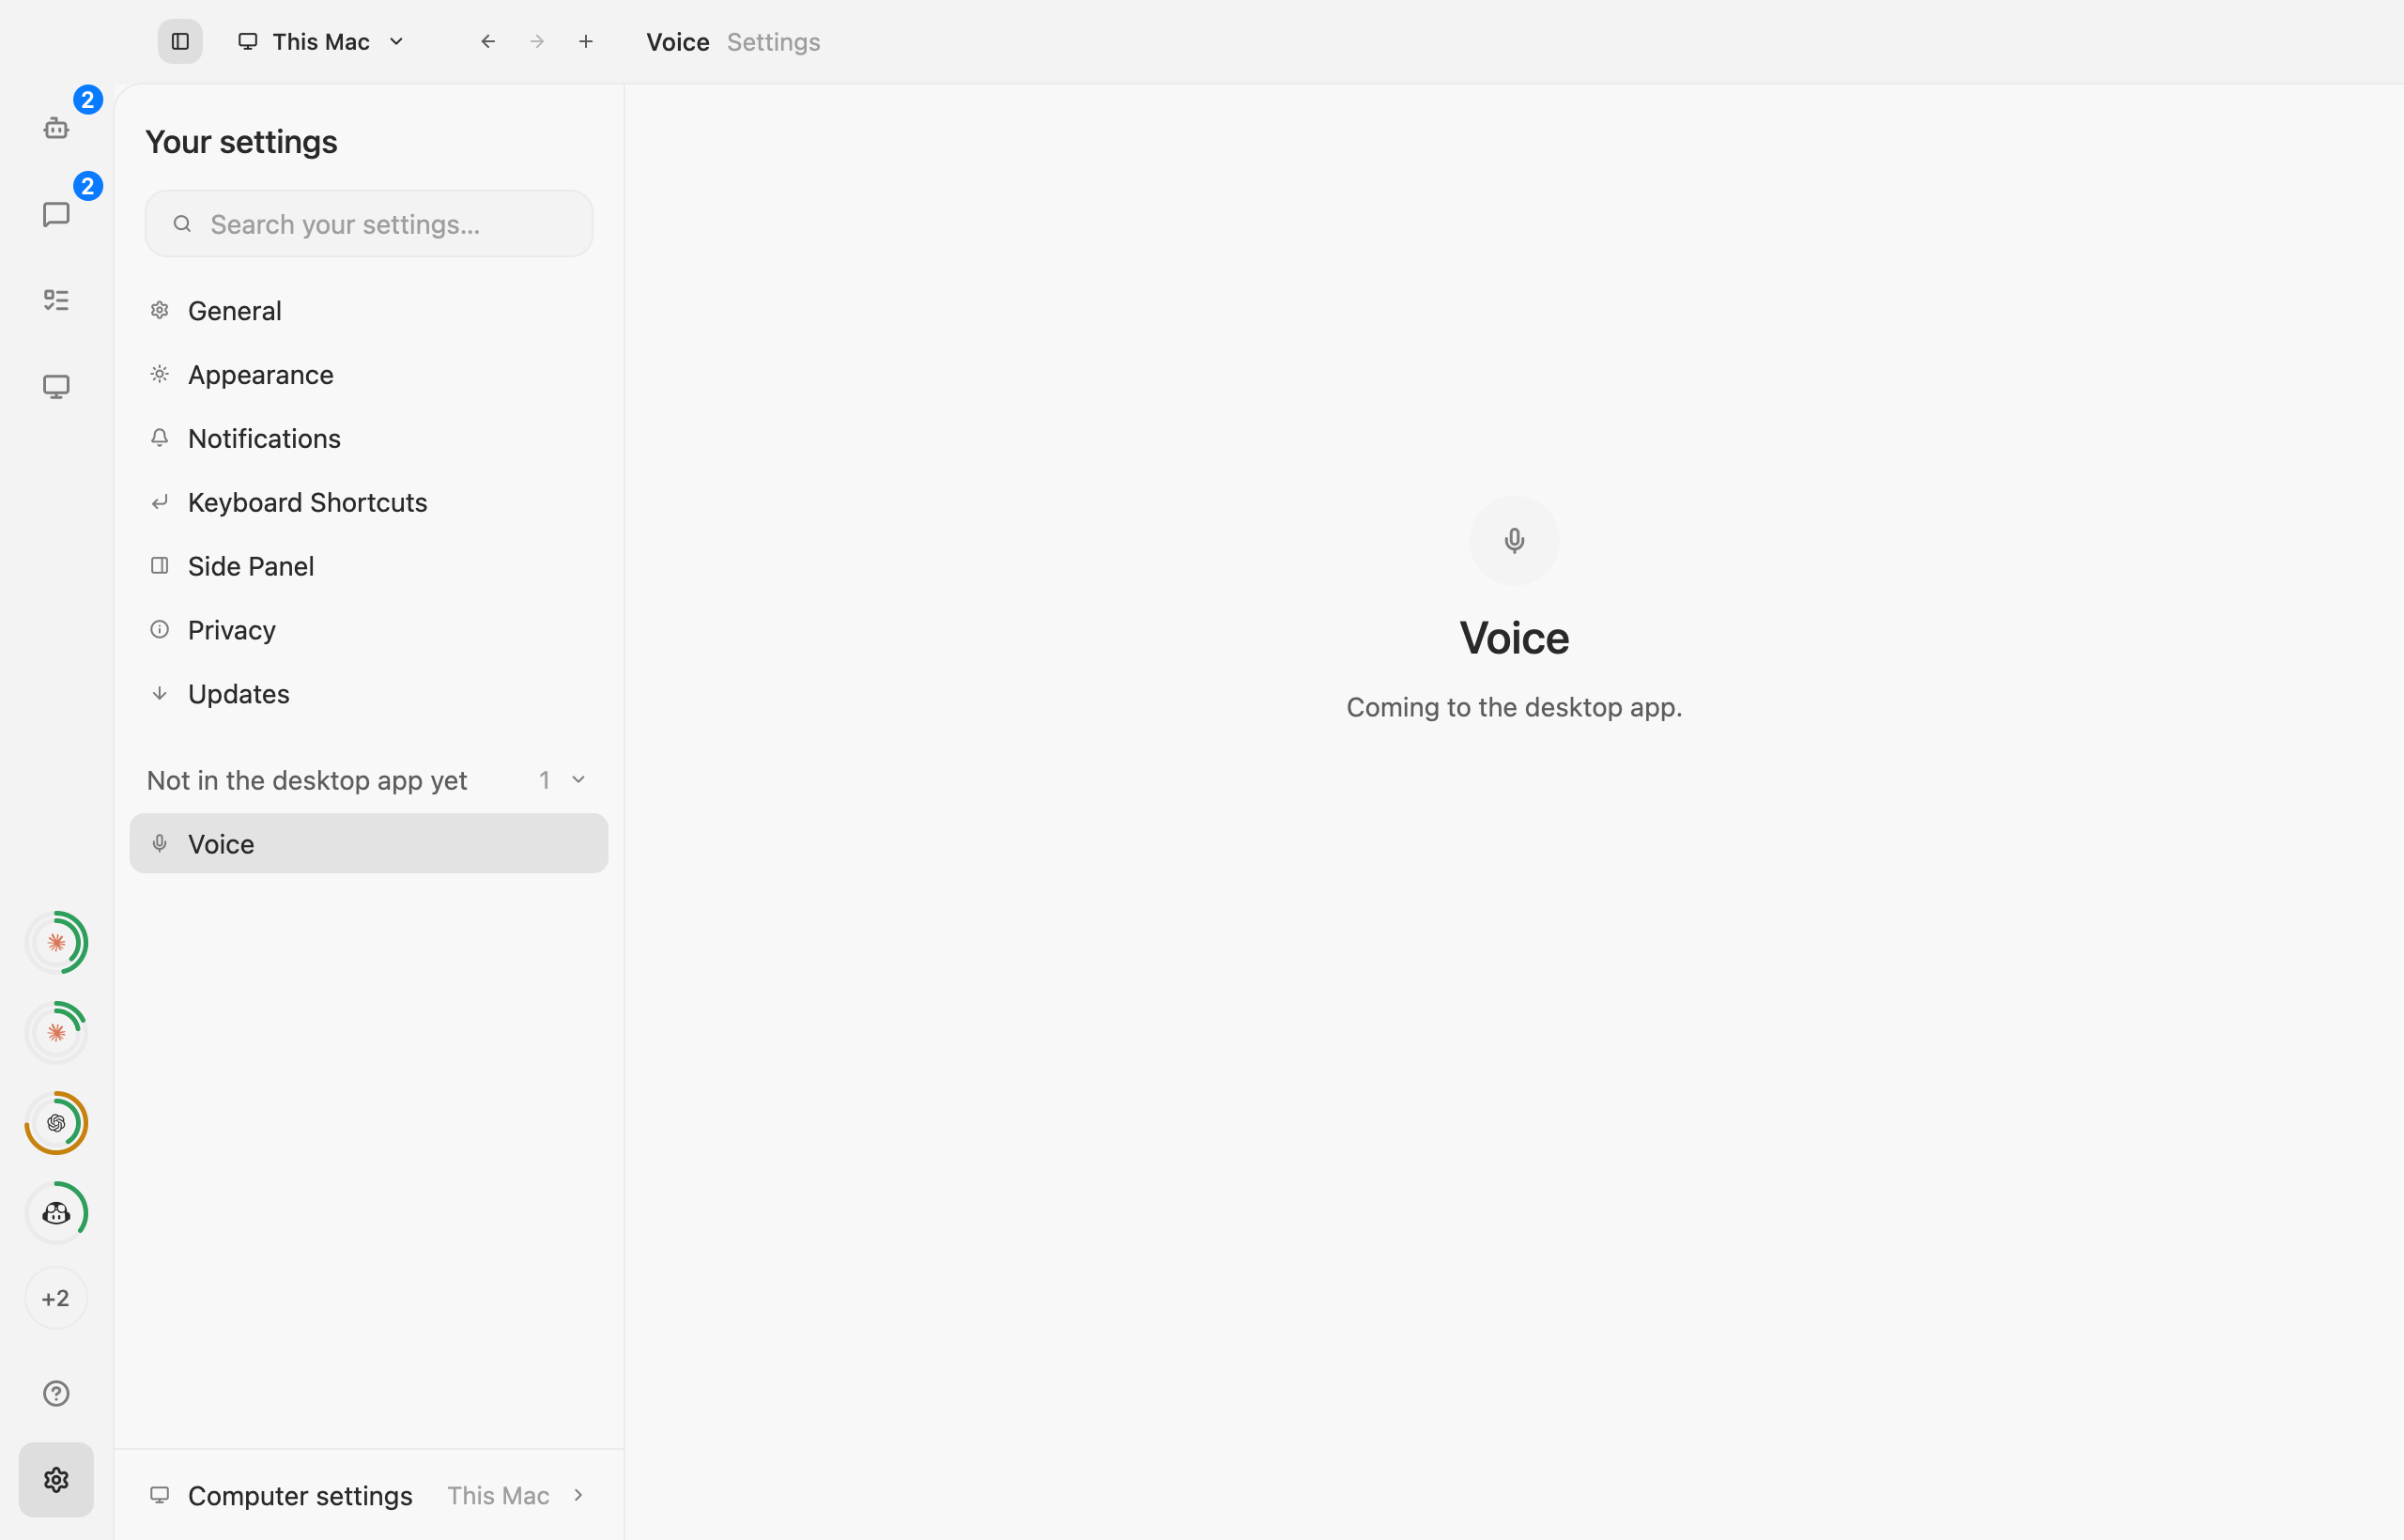 This Mac
Voice Settings
2
2
Your settings
Search your settings...
General
Appearance
Notifications
Keyboard Shortcuts
Side Panel
Privacy
Updates
Not in the desktop app yet 1
Voice
Voice
Coming to the desktop app.
+2
Computer settings This Mac